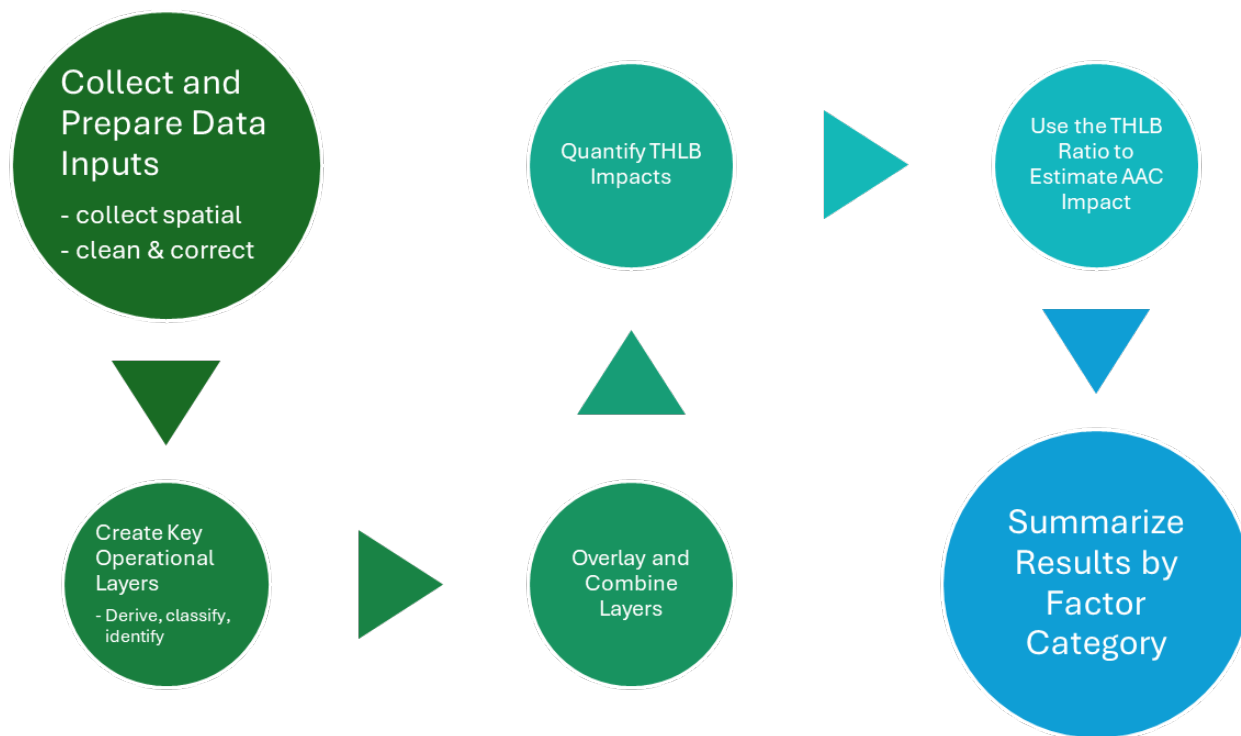 Collect and
Prepare Data
Inputs
- collect spatial
- clean & correct
Create Key
Operational
Layers
- Derive, classify,
identify
Overlay and
Combine
Layers
Quantify THLB
Impacts
Use the THLB
Ratio to
Estimate AAC
Impact
Summarize
Results by
Factor
Category